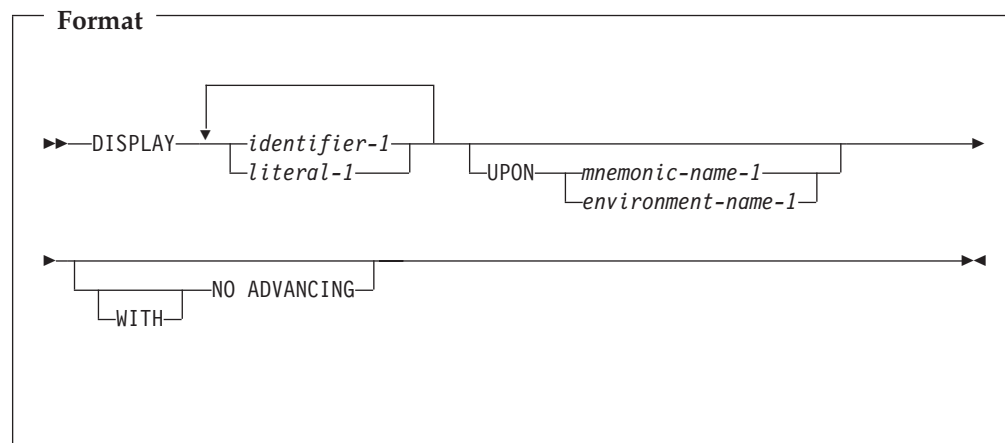 Format
DISPLAY identifier-1
literal-1
UPON mnemonic-name-1
environment-name-1
NO ADVANCING
WITH